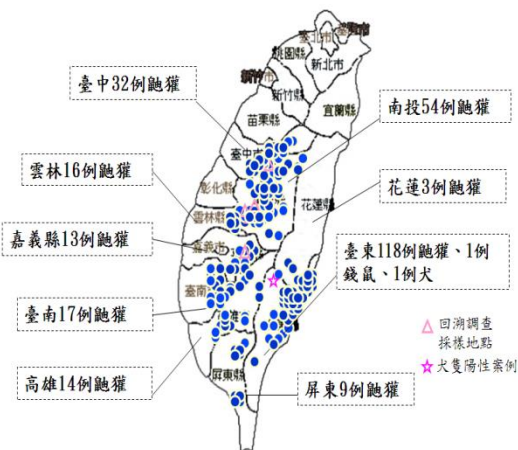 臺北市
桃園縣
新北市
新竹市
新竹縣
宜蘭縣
苗栗縣
臺中32例鼬獾
南投54例鼬獾
臺中市
雲林16例鼬獾
彰化縣
花蓮3例鼬獾
花蓮縣
雲林縣
嘉義縣13例鼬獾
嘉義市
臺東118例鼬獾、1例
錢鼠、1例犬
臺南
臺南17例鼬獾
回溯調查
採樣地點
犬隻陽性案例
屏東縣
高雄14例鼬獾
屏東9例鼬獾